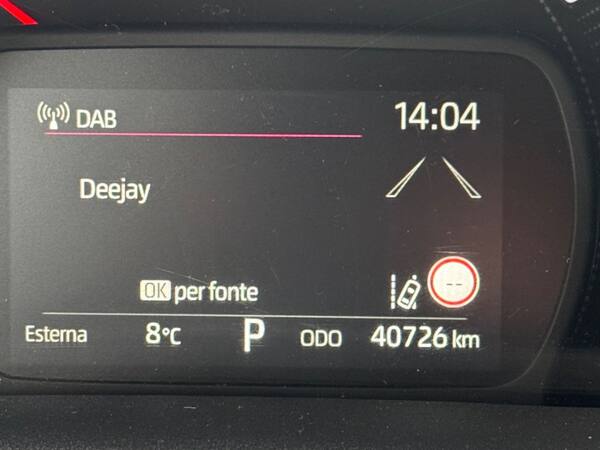 DAB 14:04
Deejay
OK per fonte
--
Esterna 8°C P ODO 40726 km